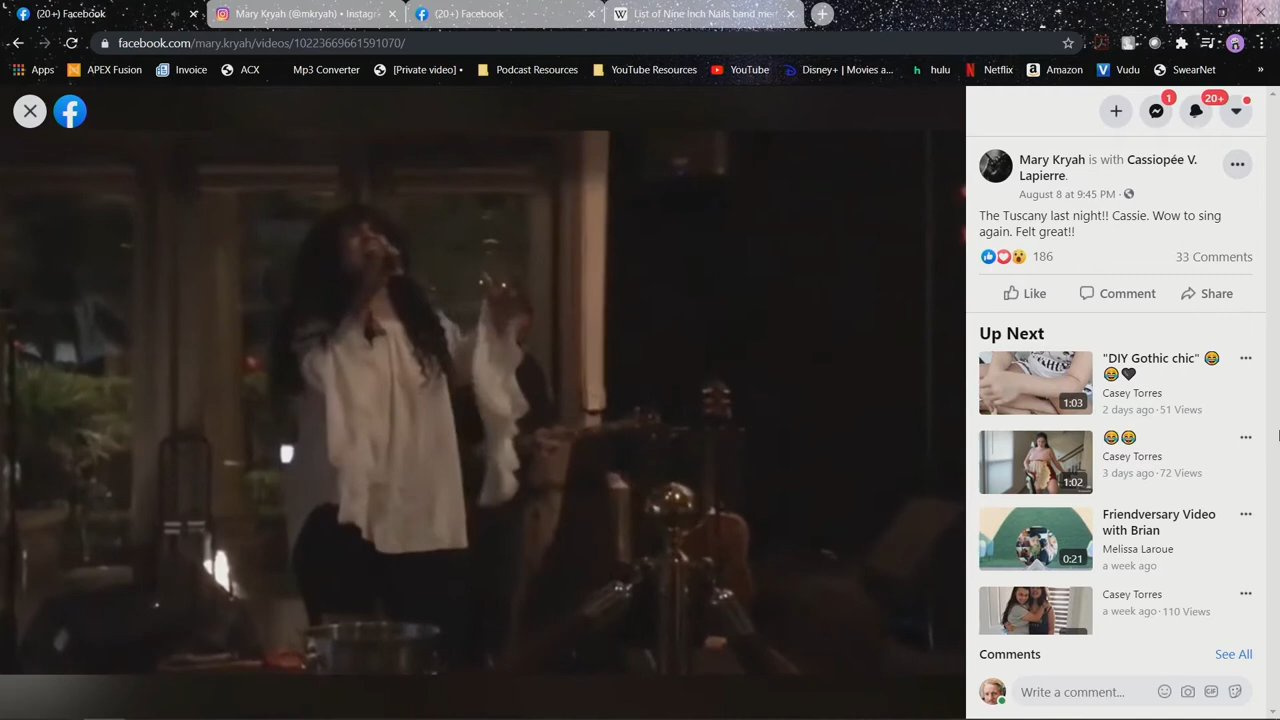 (20+) Facebook
Mary Kryah (@mkryah) • Instagr
(20+) Facebook
List of Nine Inch Nails band me
facebook.com/mary.kryah/videos/10223669661591070/
Apps
APEX Fusion
Invoice
ACX
Mp3 Converter
[Private video] •
Podcast Resources
YouTube Resources
YouTube
Disney+ | Movies a...
hulu
Netflix
Amazon
Vudu
SwearNet
»
1
20+
Mary Kryah is with Cassiopée V.
Lapierre.
August 8 at 9:45 PM ·
The Tuscany last night!! Cassie. Wow to sing
again. Felt great!!
186
33 Comments
Like
Comment
Share
Up Next
"DIY Gothic chic" 😂
😂🖤
Casey Torres
2 days ago · 51 Views
1:03
😂😂
Casey Torres
3 days ago · 72 Views
1:02
Friendversary Video
with Brian
Melissa Laroue
a week ago
0:21
Casey Torres
a week ago · 110 Views
Comments
See All
Write a comment...
GIF